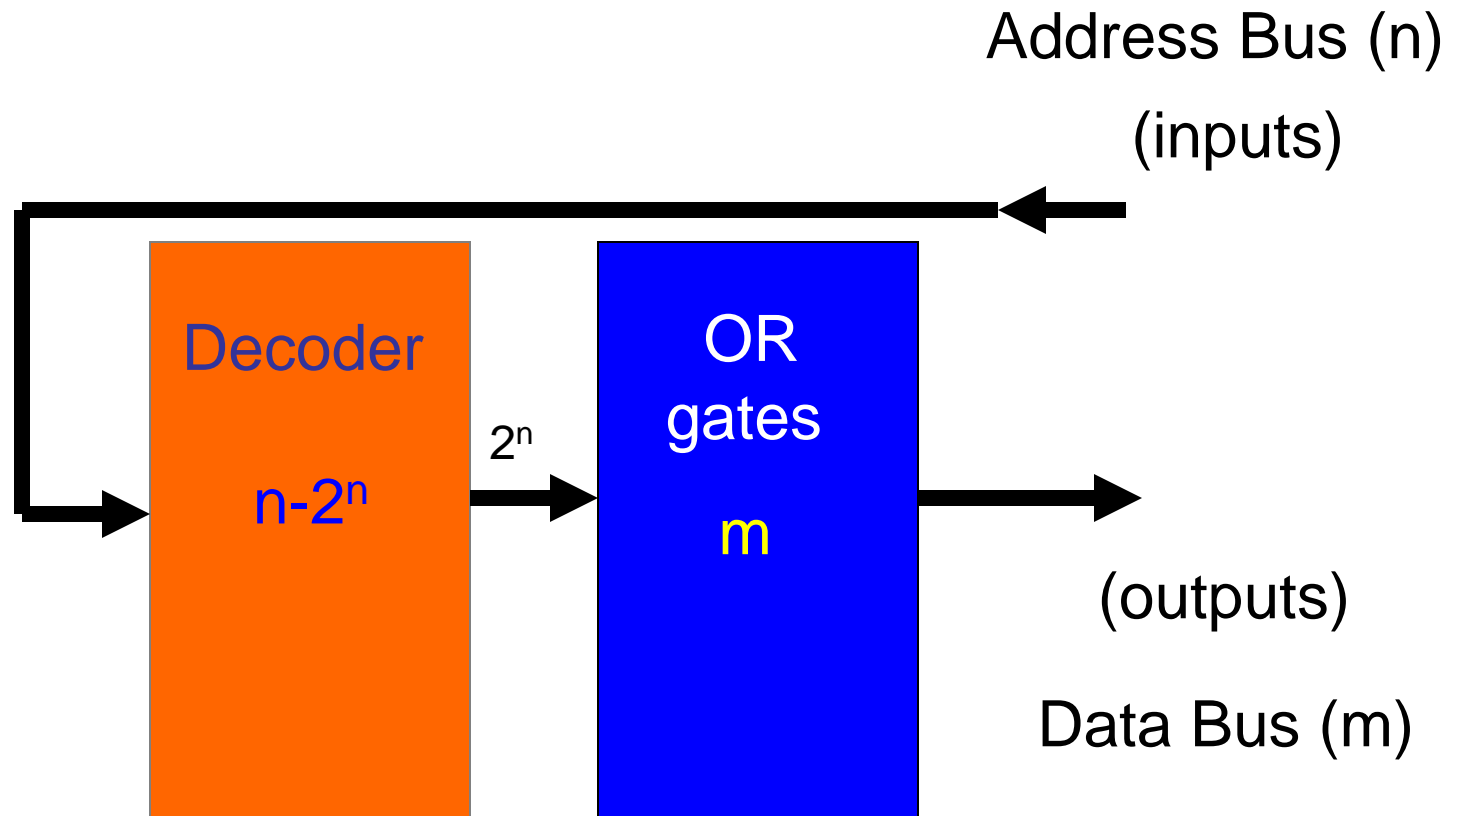 Address Bus (n)
(inputs)
Decoder
n-2ⁿ
2ⁿ
OR
gates
m
(outputs)
Data Bus (m)